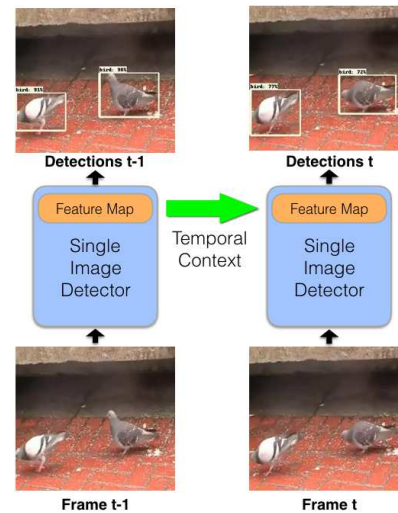 bird: 98%
bird: 91%
bird: 72%
bird: 77%
Detections t-1
Detections t
Feature Map
Single
Image
Detector
Temporal
Context
Feature Map
Single
Image
Detector
Frame t-1
Frame t